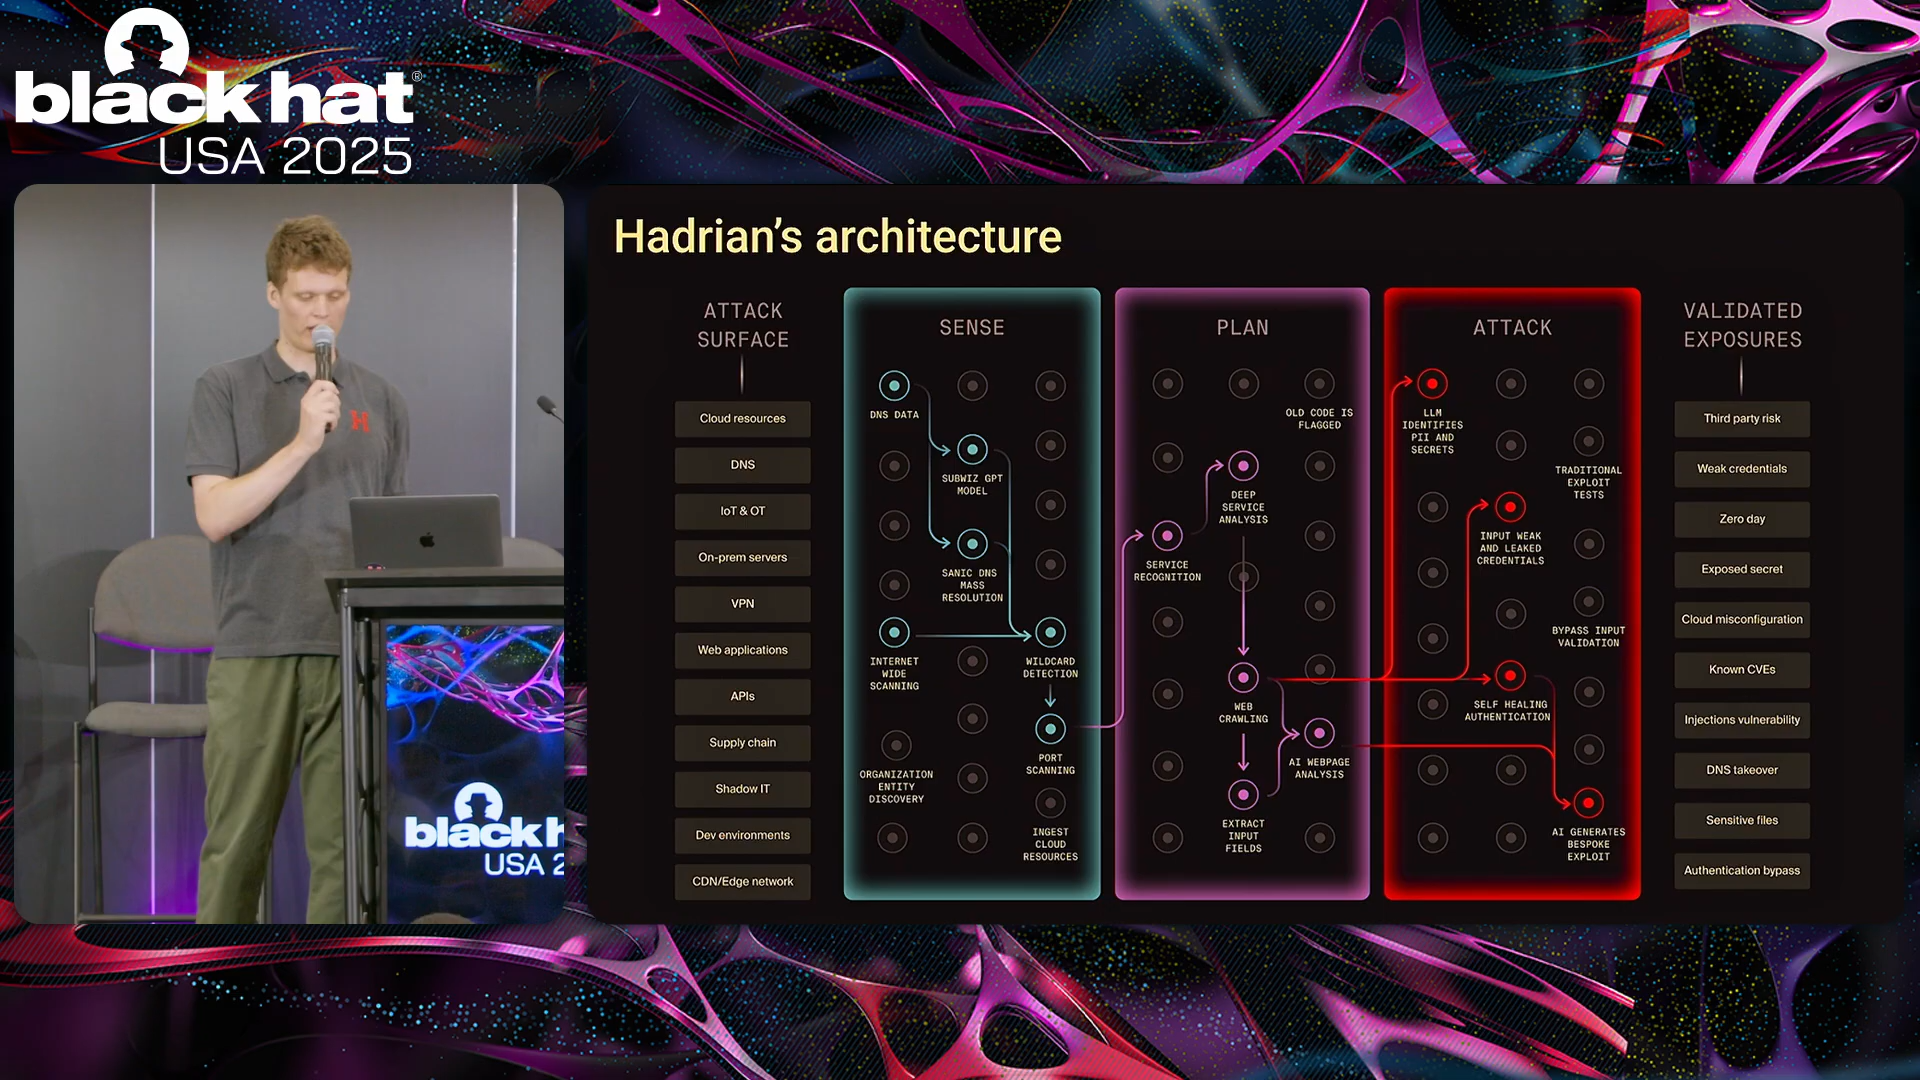 black hat®
USA 2025
Hadrian's architecture
ATTACK
SURFACE
Cloud resources
DNS
IoT & OT
On-prem servers
VPN
Web applications
APIs
Supply chain
Shadow IT
Dev environments
CDN/Edge network
SENSE
DNS DATA
SUBWIZ GPT
MODEL
SANIC DNS
MASS
RESOLUTION
INTERNET
WIDE
SCANNING
WILDCARD
DETECTION
PORT
SCANNING
ORGANIZATION
ENTITY
DISCOVERY
INGEST
CLOUD
RESOURCES
PLAN
OLD CODE IS
FLAGGED
DEEP
SERVICE
ANALYSIS
SERVICE
RECOGNITION
WEB
CRAWLING
AI WEBPAGE
ANALYSIS
EXTRACT
INPUT
FIELDS
ATTACK
LLM
IDENTIFIES
PII AND
SECRETS
TRADITIONAL
EXPLOIT
TESTS
INPUT WEAK
AND LEAKED
CREDENTIALS
BYPASS INPUT
VALIDATION
SELF HEALING
AUTHENTICATION
AI GENERATES
BESPOKE
EXPLOIT
VALIDATED
EXPOSURES
Third party risk
Weak credentials
Zero day
Exposed secret
Cloud misconfiguration
Known CVEs
Injections vulnerability
DNS takeover
Sensitive files
Authentication bypass
black h
USA 2